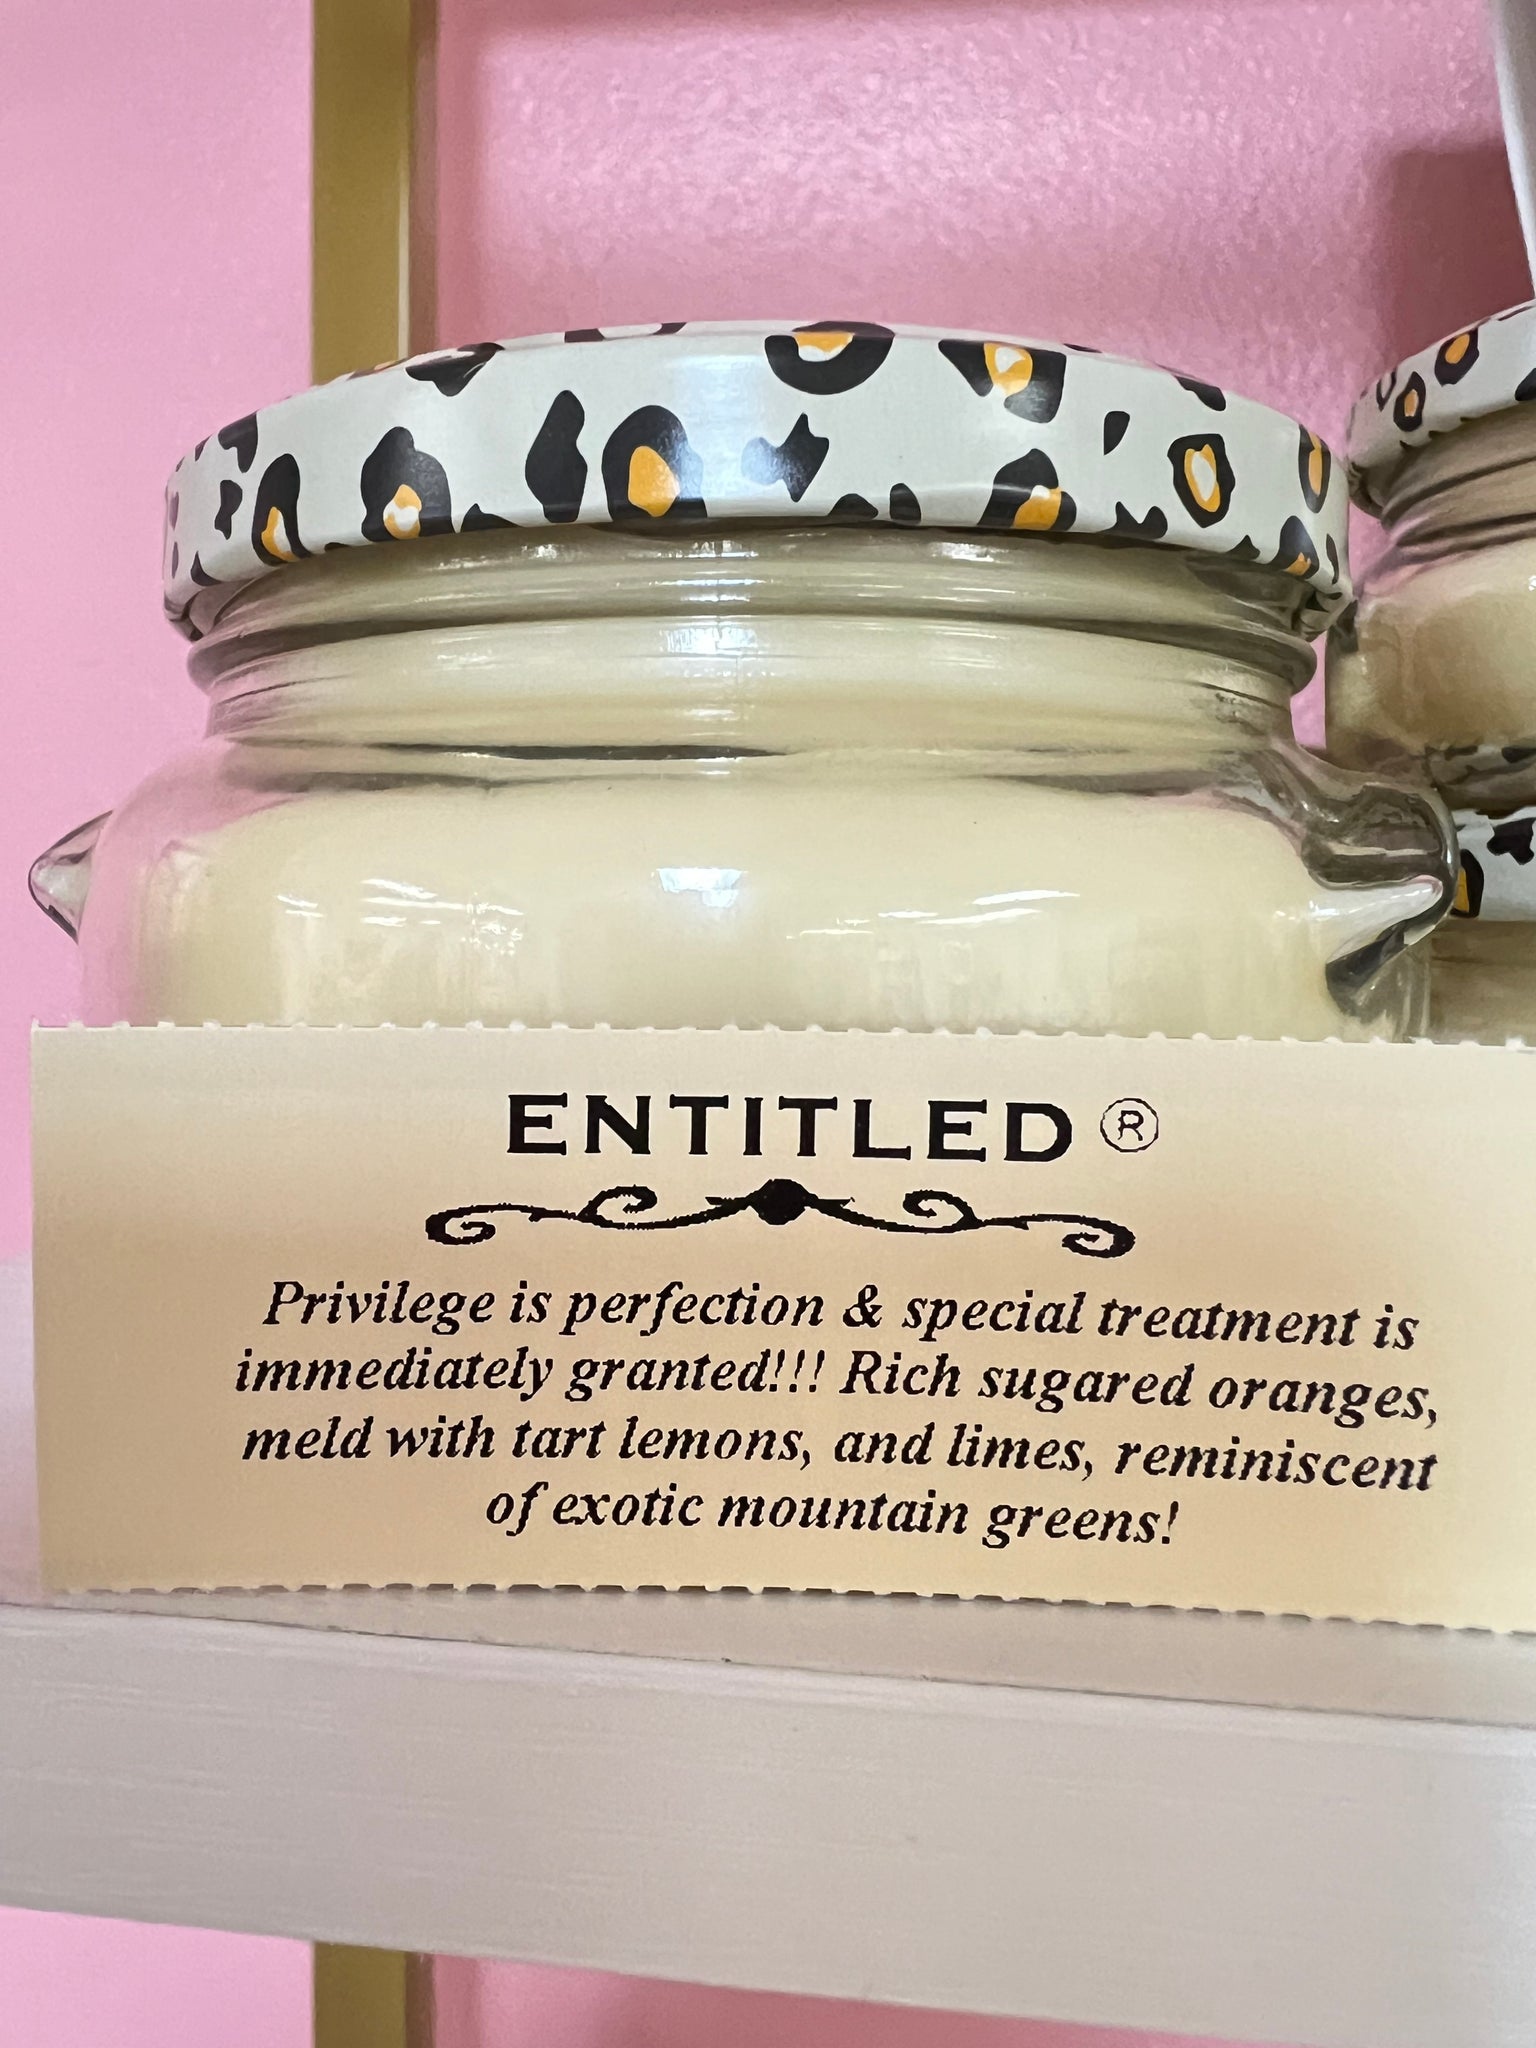 ENTITLED®
Privilege is perfection & special treatment is
immediately granted!!! Rich sugared oranges,
meld with tart lemons, and limes, reminiscent
of exotic mountain greens!